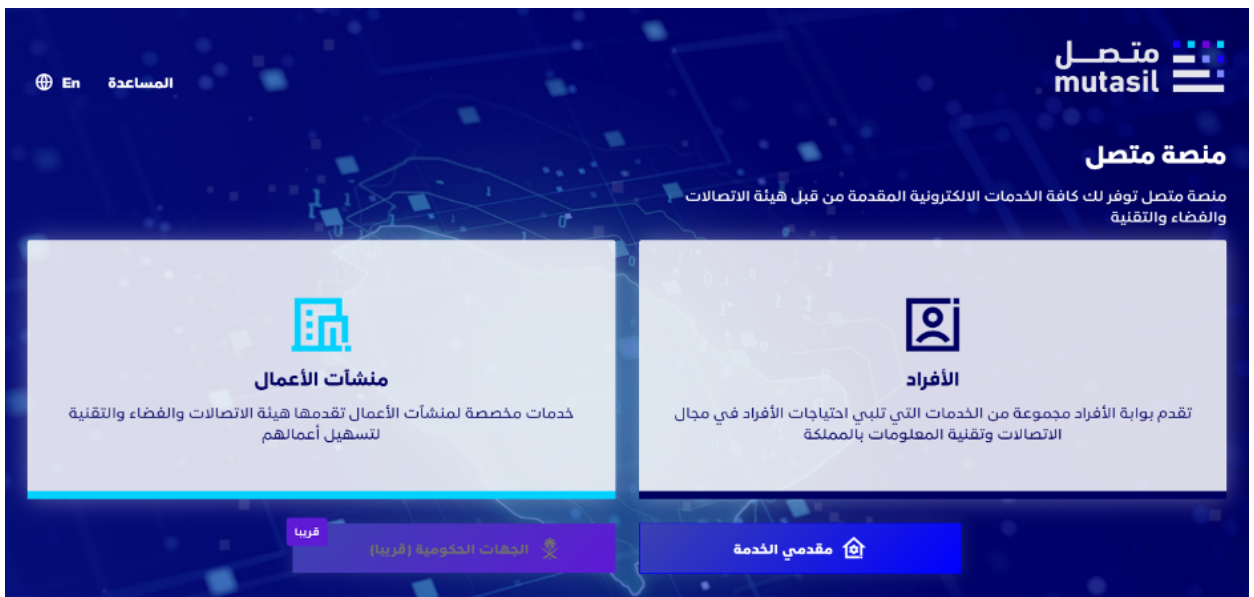 متصل
mutasil
المساعدة
En
منصة متصل
منصة متصل توفر لك كافة الخدمات الالكترونية المقدمة من قبل هيئة الاتصالات
والفضاء والتقنية
الأفراد
تقدم بوابة الأفراد مجموعة من الخدمات التي تلبي احتياجات الأفراد في مجال
الاتصالات وتقنية المعلومات بالمملكة
منشآت الأعمال
خدمات مخصصة لمنشآت الأعمال تقدمها هيئة الاتصالات والفضاء والتقنية
لتسهيل أعمالهم
مقدمي الخدمة
قريبا
الجهات الحكومية (قريبا)